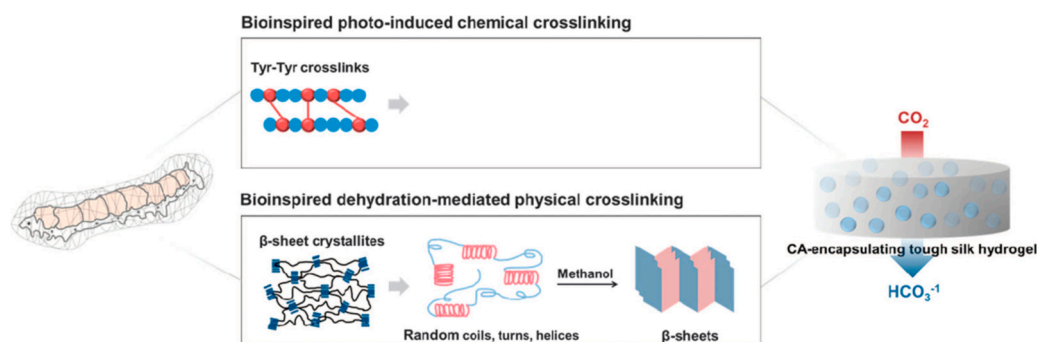 Bioinspired photo-induced chemical crosslinking
Tyr-Tyr crosslinks
Bioinspired dehydration-mediated physical crosslinking
β-sheet crystallites
Methanol
Random coils, turns, helices
β-sheets
CO₂
CA-encapsulating tough silk hydrogel
HCO₃⁻¹